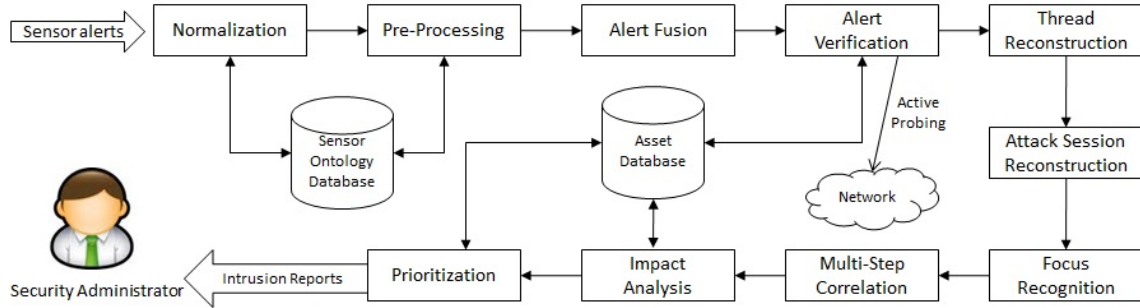 Sensor alerts
Normalization
Pre-Processing
Alert Fusion
Alert
Verification
Thread
Reconstruction
Sensor
Ontology
Database
Asset
Database
Active
Probing
Attack Session
Reconstruction
Network
Security Administrator
Intrusion Reports
Prioritization
Impact
Analysis
Multi-Step
Correlation
Focus
Recognition